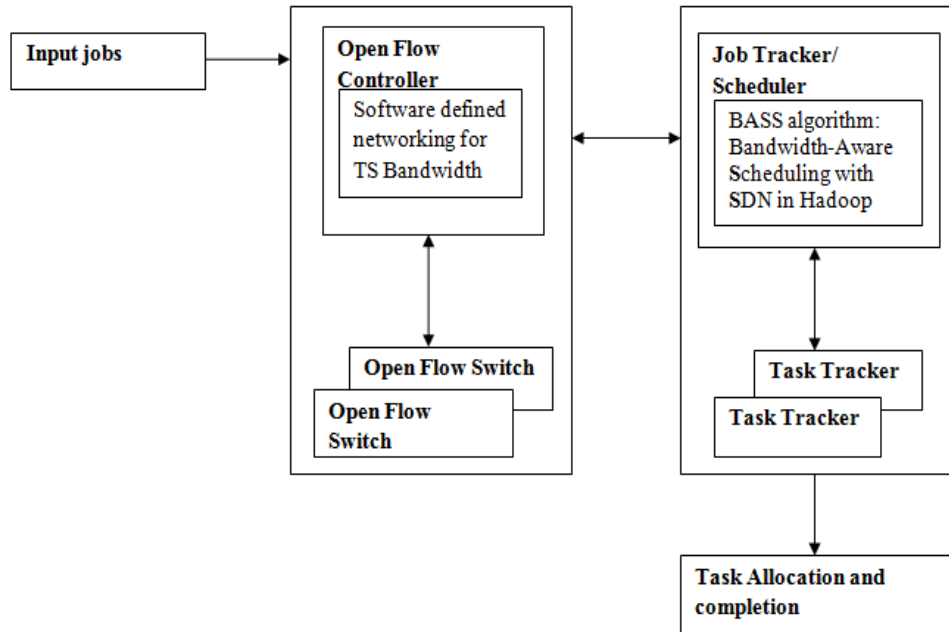 Input jobs
Open Flow
Controller
Software defined
networking for
TS Bandwidth
Open Flow Switch
Open Flow
Switch
Job Tracker/
Scheduler
BASS algorithm:
Bandwidth-Aware
Scheduling with
SDN in Hadoop
Task Tracker
Task Tracker
Task Allocation and
completion